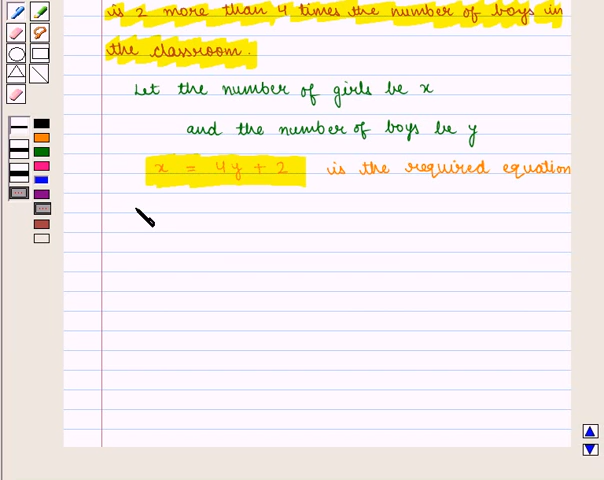 is 2 more than 4 times the number of boys in
the classroom.
Let the number of girls be x
and the number of boys be y
x = 4y + 2 is the required equation